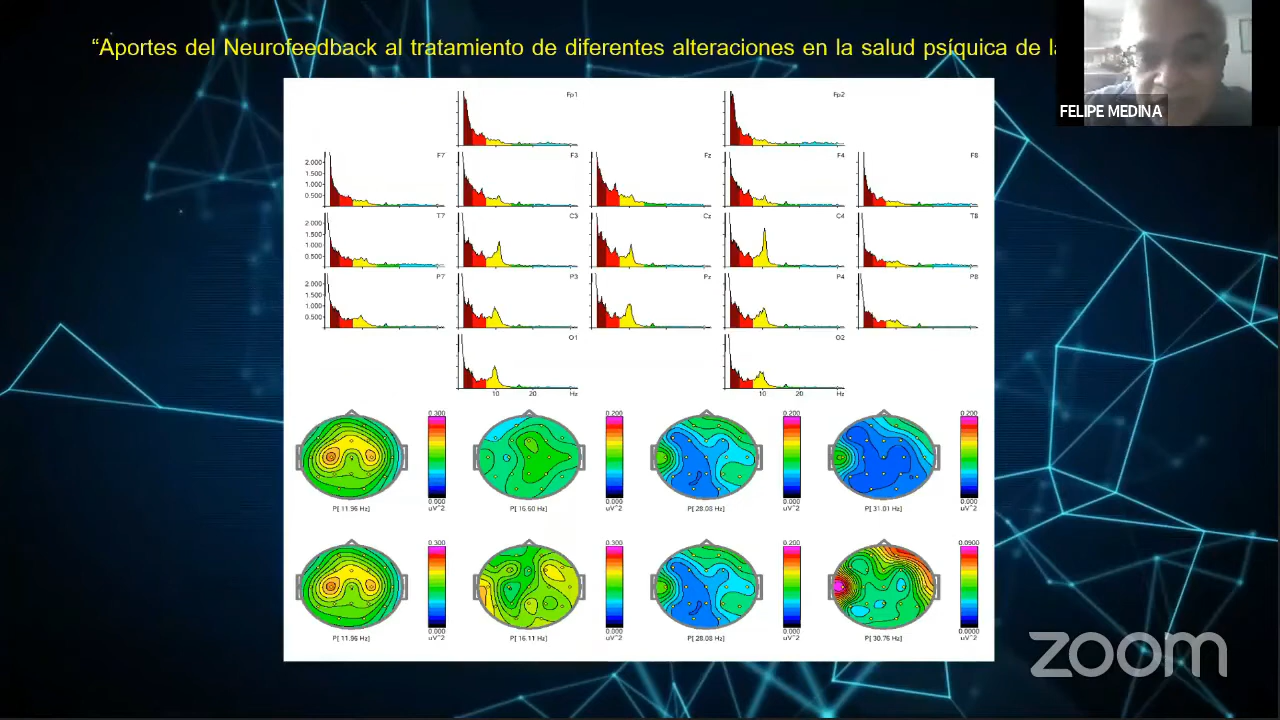 “Aportes del Neurofeedback al tratamiento de diferentes alteraciones en la salud psíquica de la
FELIPE MEDINA
Fp1 Fp2
F7 F3 Fz F4 F8
2.000
1.500
1.000
0.500
T7 C3 Cz C4 T8
2.000
1.500
1.000
0.500
P7 P3 Pz P4 P8
2.000
1.500
1.000
0.500
O1 O2
10 20 Hz 10 20 Hz
0.300 0.200 0.200 0.200
0.000 0.000 0.000 0.000
uV^2 uV^2 uV^2 uV^2
P[ 11.96 Hz] P[ 16.60 Hz] P[ 28.08 Hz] P[ 31.01 Hz]
0.300 0.300 0.200 0.0900
0.000 0.000 0.000 0.0000
uV^2 uV^2 uV^2 uV^2
P[ 11.96 Hz] P[ 16.11 Hz] P[ 28.08 Hz] P[ 30.76 Hz]
zoom